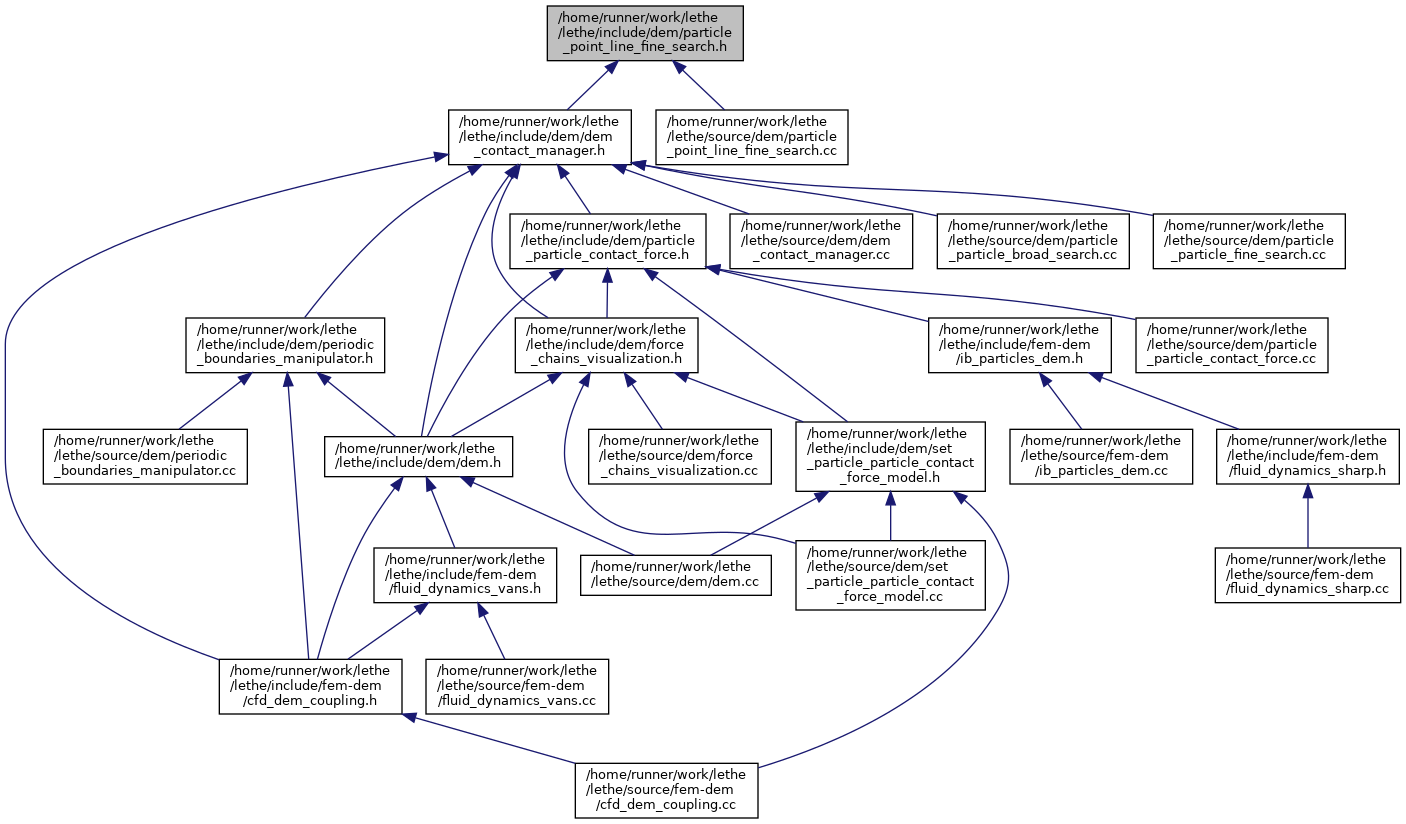 /home/runner/work/lethe
/lethe/include/dem/particle
_point_line_fine_search.h
/home/runner/work/lethe
/lethe/include/dem/dem
_contact_manager.h
/home/runner/work/lethe
/lethe/source/dem/particle
_point_line_fine_search.cc
/home/runner/work/lethe
/lethe/include/dem/particle
_particle_contact_force.h
/home/runner/work/lethe
/lethe/source/dem/dem
_contact_manager.cc
/home/runner/work/lethe
/lethe/source/dem/particle
_particle_broad_search.cc
/home/runner/work/lethe
/lethe/source/dem/particle
_particle_fine_search.cc
/home/runner/work/lethe
/lethe/include/dem/periodic
_boundaries_manipulator.h
/home/runner/work/lethe
/lethe/include/dem/force
_chains_visualization.h
/home/runner/work/lethe
/lethe/include/fem-dem
/ib_particles_dem.h
/home/runner/work/lethe
/lethe/source/dem/particle
_particle_contact_force.cc
/home/runner/work/lethe
/lethe/source/dem/periodic
_boundaries_manipulator.cc
/home/runner/work/lethe
/lethe/include/dem/dem.h
/home/runner/work/lethe
/lethe/source/dem/force
_chains_visualization.cc
/home/runner/work/lethe
/lethe/include/dem/set
_particle_particle_contact
_force_model.h
/home/runner/work/lethe
/lethe/source/fem-dem
/ib_particles_dem.cc
/home/runner/work/lethe
/lethe/include/fem-dem
/fluid_dynamics_sharp.h
/home/runner/work/lethe
/lethe/include/fem-dem
/fluid_dynamics_vans.h
/home/runner/work/lethe
/lethe/source/dem/dem.cc
/home/runner/work/lethe
/lethe/source/dem/set
_particle_particle_contact
_force_model.cc
/home/runner/work/lethe
/lethe/source/fem-dem
/fluid_dynamics_sharp.cc
/home/runner/work/lethe
/lethe/include/fem-dem
/cfd_dem_coupling.h
/home/runner/work/lethe
/lethe/source/fem-dem
/fluid_dynamics_vans.cc
/home/runner/work/lethe
/lethe/source/fem-dem
/cfd_dem_coupling.cc